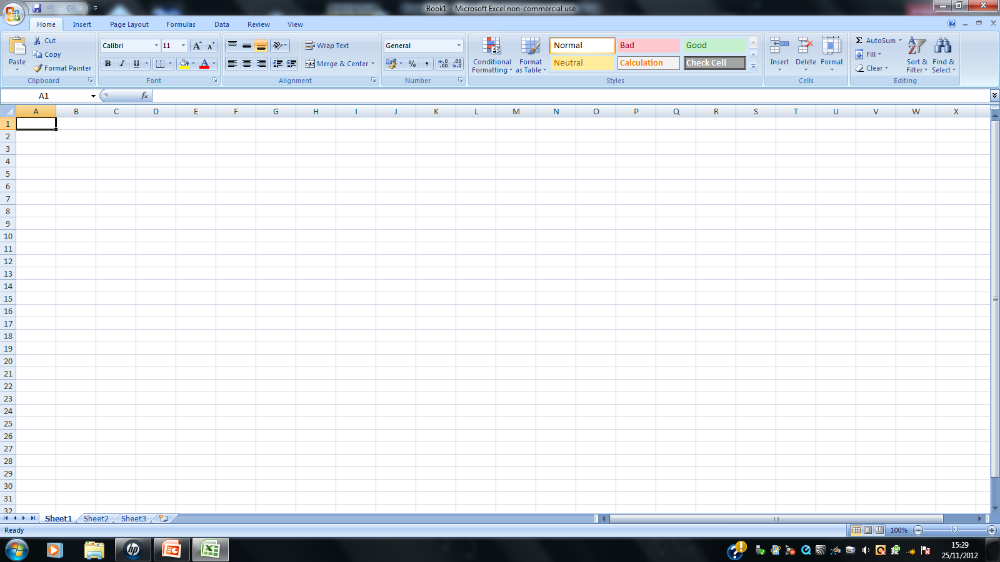 Book1 - Microsoft Excel non-commercial use
Home Insert Page Layout Formulas Data Review View
Paste Cut Copy Format Painter
Clipboard
Calibri 11 A A
B I U A
Font
Wrap Text
Merge & Center
Alignment
General
% , .00 .0
Number
Conditional Formatting Format as Table
Normal Bad Good
Neutral Calculation Check Cell
Styles
Insert Delete Format
Cells
Σ AutoSum
Fill
Clear
Sort & Filter Find & Select
Editing
A1 fx
A B C D E F G H I J K L M N O P Q R S T U V W X
1
2
3
4
5
6
7
8
9
10
11
12
13
14
15
16
17
18
19
20
21
22
23
24
25
26
27
28
29
30
31
32
Sheet1 Sheet2 Sheet3
Ready 100%
hp
15:29
25/11/2012